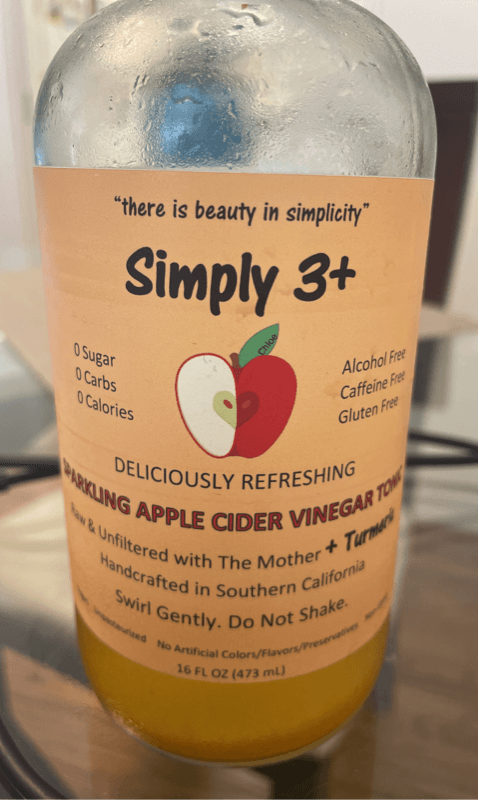 "there is beauty in simplicity"
Simply 3+
Chloe
0 Sugar
0 Carbs
0 Calories
Alcohol Free
Caffeine Free
Gluten Free
DELICIOUSLY REFRESHING
SPARKLING APPLE CIDER VINEGAR TONIC
Raw & Unfiltered with The Mother + Turmeric
Handcrafted in Southern California
Swirl Gently. Do Not Shake.
Unpasteurized No Artificial Colors/Flavors/Preservatives
16 FL OZ (473 mL)